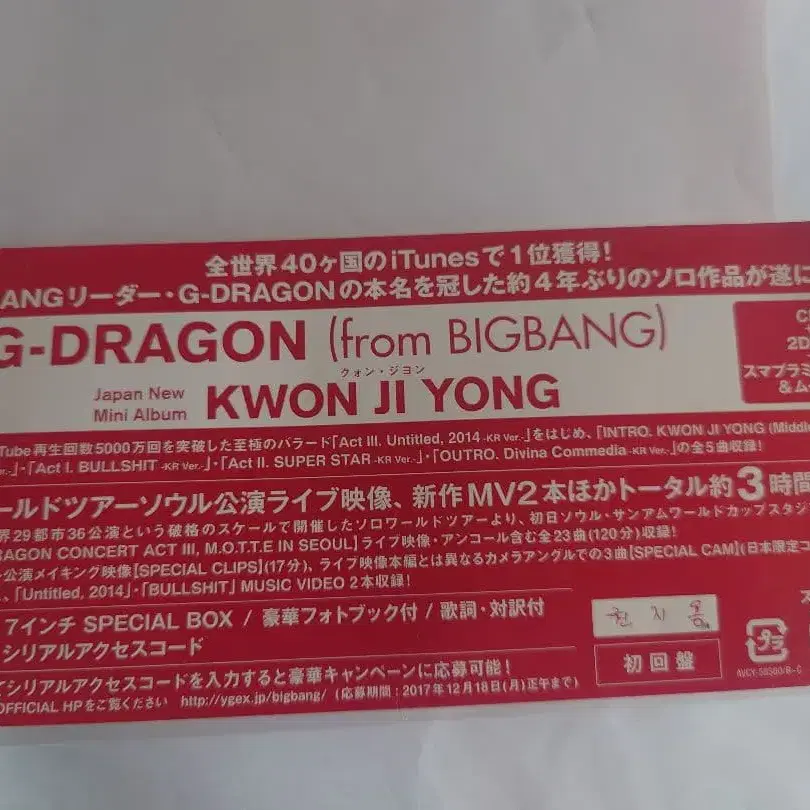 全世界40ヶ国のiTunesで1位獲得!
ANGリーダー・G-DRAGONの本名を冠した約4年ぶりのソロ作品が遂に
G-DRAGON (from BIGBANG)
クォン・ジヨン
Japan New
Mini Album
KWON JI YONG
C
2D
スマプラミ
&ム
Tube再生回数5000万回を突破した至極のバラード「Act III. Untitled, 2014 -KR Ver.-」をはじめ、「INTRO. KWON JI YONG (Middle
-」・「Act I. BULLSHIT -KR Ver.-」・「Act II. SUPER STAR -KR Ver.-」・「OUTRO. Divina Commedia -KR Ver.-」の全5曲収録!
ールドツアーソウル公演ライブ映像、新作MV2本ほかトータル約3時間
界29都市36公演という破格のスケールで開催したソロワールドツアーより、初日ソウル・サンアムワールドカップスタジ
RAGON CONCERT ACT III, M.O.T.T.E IN SEOUL】ライブ映像・アンコール含む全23曲(120分)収録!
公演メイキング映像【SPECIAL CLIPS】(17分)、ライブ映像本編とは異なるカメラアングルでの3曲【SPECIAL CAM】(日本限定コ
、「Untitled, 2014」・「BULLSHIT」MUSIC VIDEO 2本収録!
7インチ SPECIAL BOX / 豪華フォトブック付 / 歌詞・対訳付
シリアルアクセスコード
권지용
初回盤
プラ
AVCY-58500/B~C
てシリアルアクセスコードを入力すると豪華キャンペーンに応募可能!
OFFICIAL HPをご覧ください http://ygex.jp/bigbang/ (応募期間:2017年12月18日(月)正午まで)